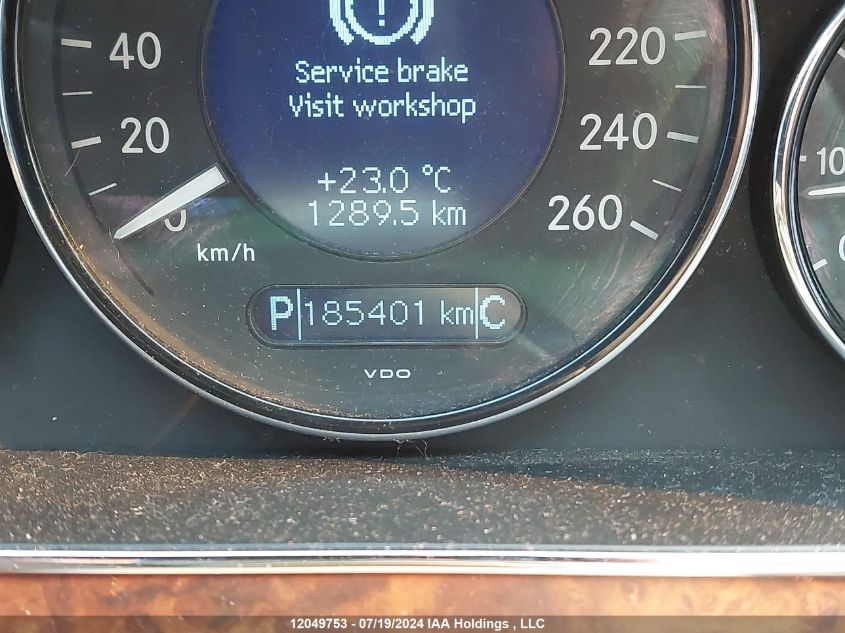 40
20
0
km/h
220
240
260
Service brake
Visit workshop
+23.0 °C
1289.5 km
P 185401 km C
VDO
10
0
12049753 - 07/19/2024 IAA Holdings , LLC